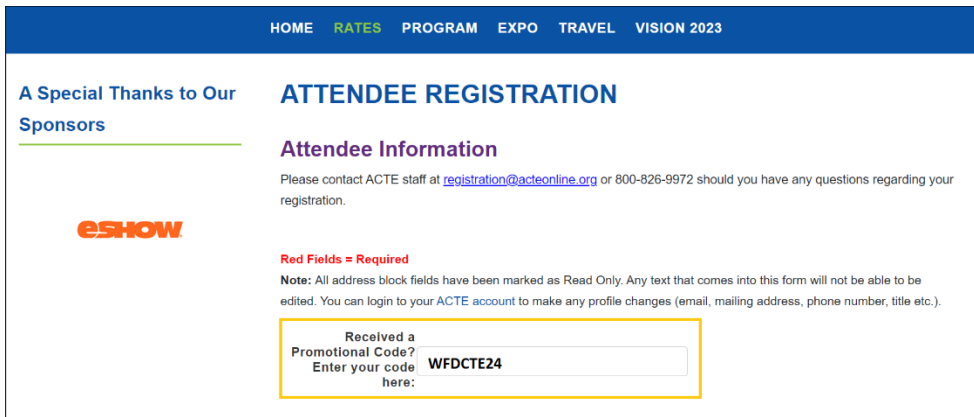 HOME RATES PROGRAM EXPO TRAVEL VISION 2023
A Special Thanks to Our
Sponsors
eSHOW
ATTENDEE REGISTRATION
Attendee Information
Please contact ACTE staff at registration@acteonline.org or 800-826-9972 should you have any questions regarding your
registration.
Red Fields = Required
Note: All address block fields have been marked as Read Only. Any text that comes into this form will not be able to be
edited. You can login to your ACTE account to make any profile changes (email, mailing address, phone number, title etc.).
Received a
Promotional Code?
Enter your code
here:
WFDCTE24